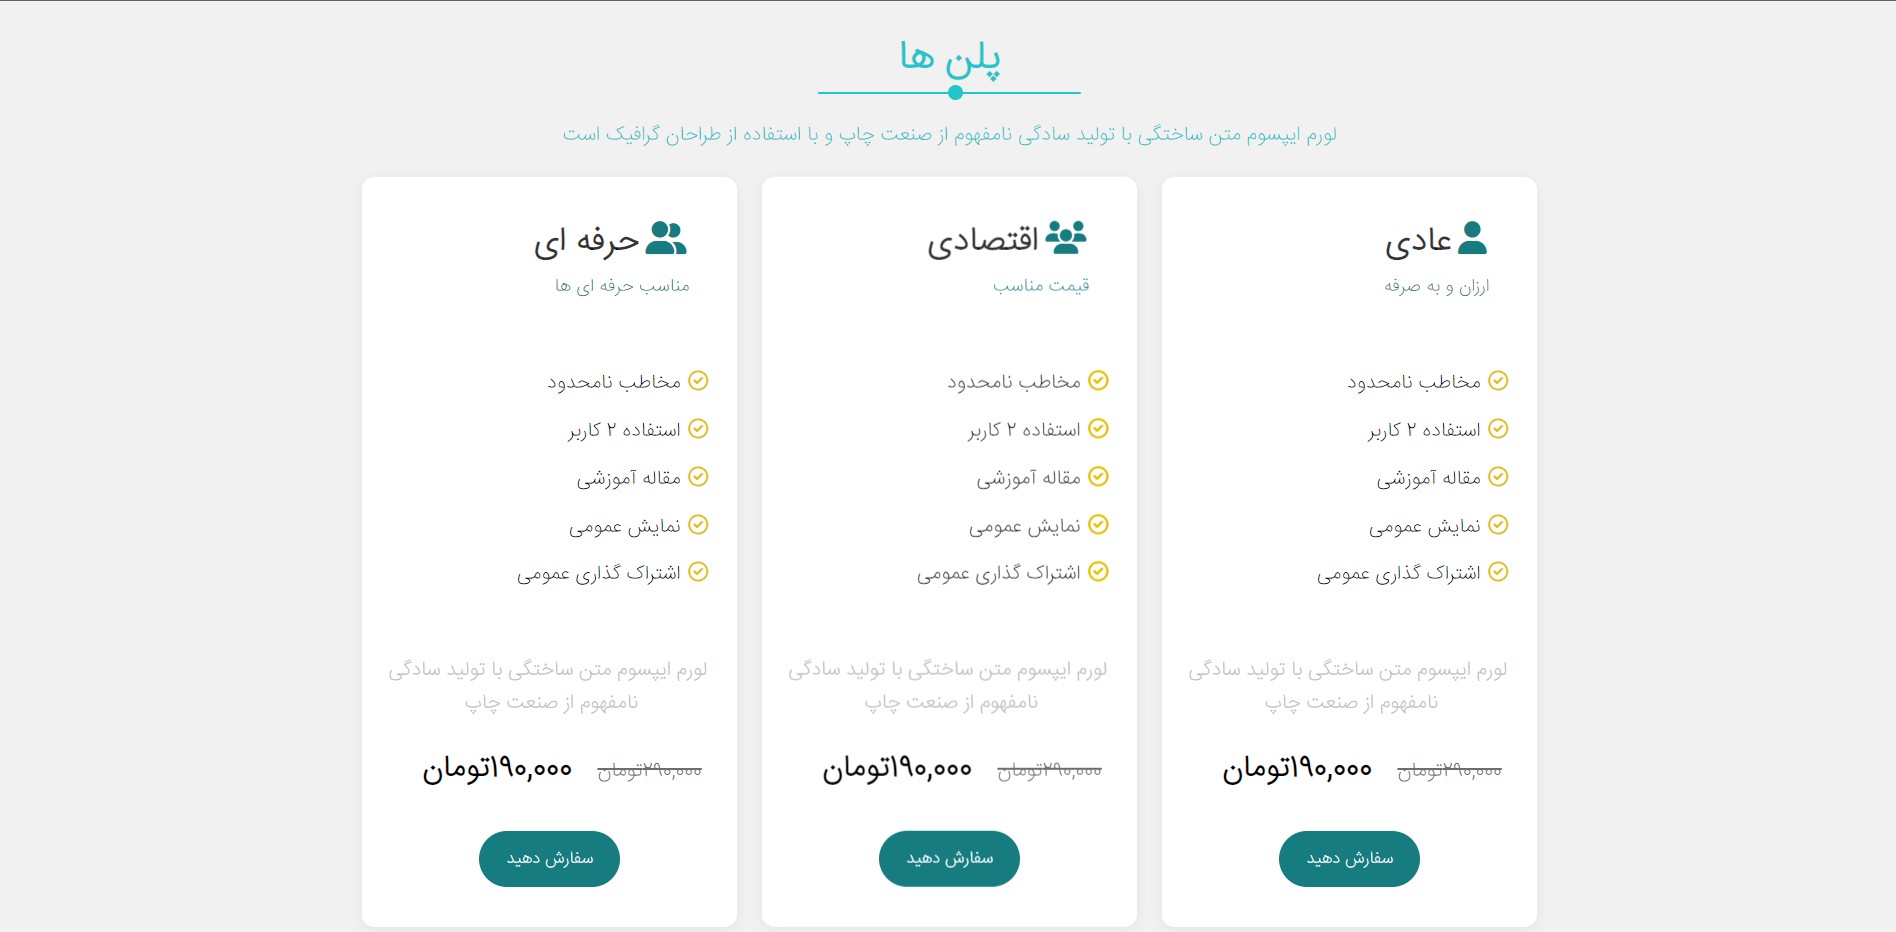 پلن ها
لورم ایپسوم متن ساختگی با تولید سادگی نامفهوم از صنعت چاپ و با استفاده از طراحان گرافیک است
عادی
ارزان و به صرفه
مخاطب نامحدود
استفاده ۲ کاربر
مقاله آموزشی
نمایش عمومی
اشتراک گذاری عمومی
لورم ایپسوم متن ساختگی با تولید سادگی
نامفهوم از صنعت چاپ
۲۹۰,۰۰۰تومان ۱۹۰,۰۰۰تومان
سفارش دهید
اقتصادی
قیمت مناسب
مخاطب نامحدود
استفاده ۲ کاربر
مقاله آموزشی
نمایش عمومی
اشتراک گذاری عمومی
لورم ایپسوم متن ساختگی با تولید سادگی
نامفهوم از صنعت چاپ
۲۹۰,۰۰۰تومان ۱۹۰,۰۰۰تومان
سفارش دهید
حرفه ای
مناسب حرفه ای ها
مخاطب نامحدود
استفاده ۲ کاربر
مقاله آموزشی
نمایش عمومی
اشتراک گذاری عمومی
لورم ایپسوم متن ساختگی با تولید سادگی
نامفهوم از صنعت چاپ
۲۹۰,۰۰۰تومان ۱۹۰,۰۰۰تومان
سفارش دهید